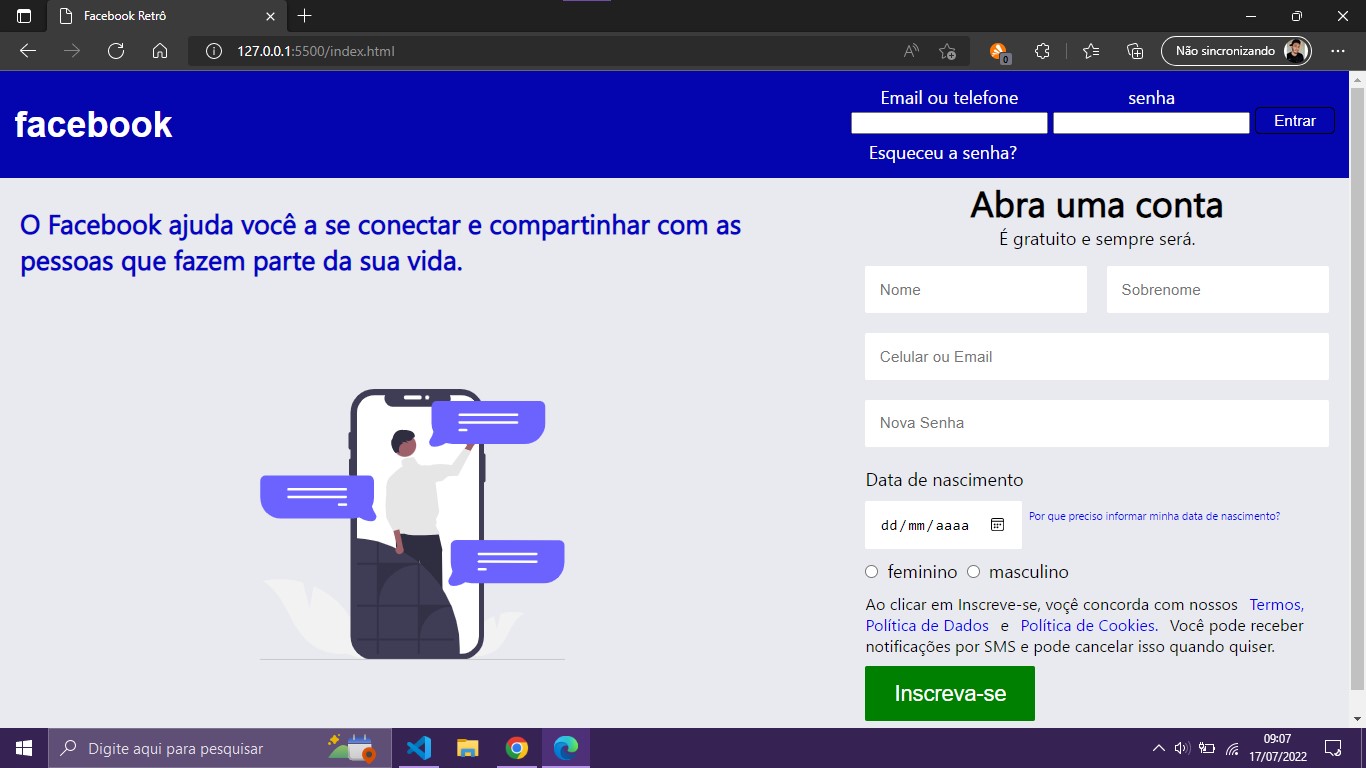 Facebook Retrô
127.0.0.1:5500/index.html
0
Não sincronizando
facebook
Email ou telefone
senha
Entrar
Esqueceu a senha?
O Facebook ajuda você a se conectar e compartinhar com as
pessoas que fazem parte da sua vida.
Abra uma conta
É gratuito e sempre será.
Nome
Sobrenome
Celular ou Email
Nova Senha
Data de nascimento
dd/mm/aaaa
Por que preciso informar minha data de nascimento?
feminino
masculino
Ao clicar em Inscreve-se, voçê concorda com nossos Termos,
Política de Dados e Política de Cookies. Você pode receber
notificações por SMS e pode cancelar isso quando quiser.
Inscreva-se
Digite aqui para pesquisar
09:07
17/07/2022